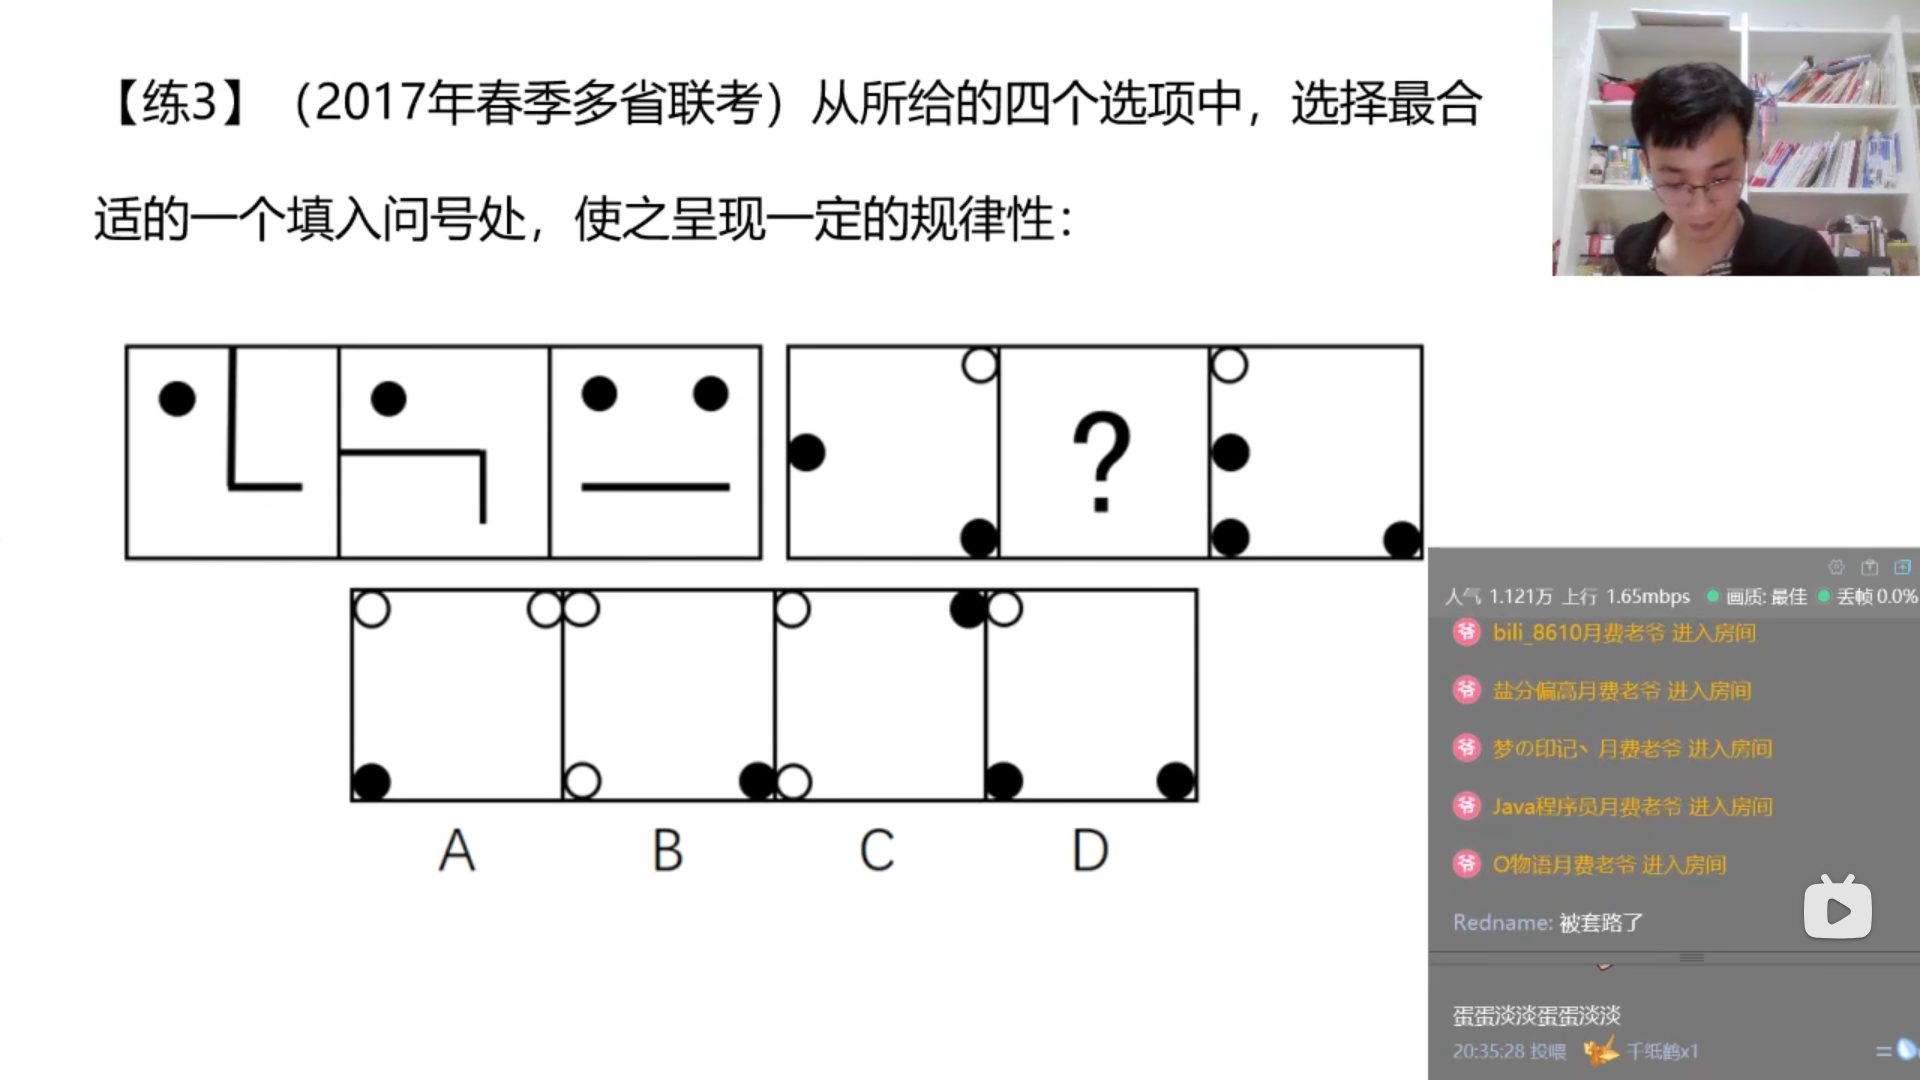 【练3】（2017年春季多省联考）从所给的四个选项中，选择最合
适的一个填入问号处，使之呈现一定的规律性：
?
A
B
C
D
人气 1.121万 上行 1.65mbps 画质: 最佳 丢帧 0.0%
爷 bili_8610月费老爷 进入房间
爷 盐分偏高月费老爷 进入房间
爷 梦の印记丶月费老爷 进入房间
爷 Java程序员月费老爷 进入房间
爷 O物语月费老爷 进入房间
Redname: 被套路了
蛋蛋淡淡蛋蛋淡淡
20:35:28 投喂 千纸鹤x1